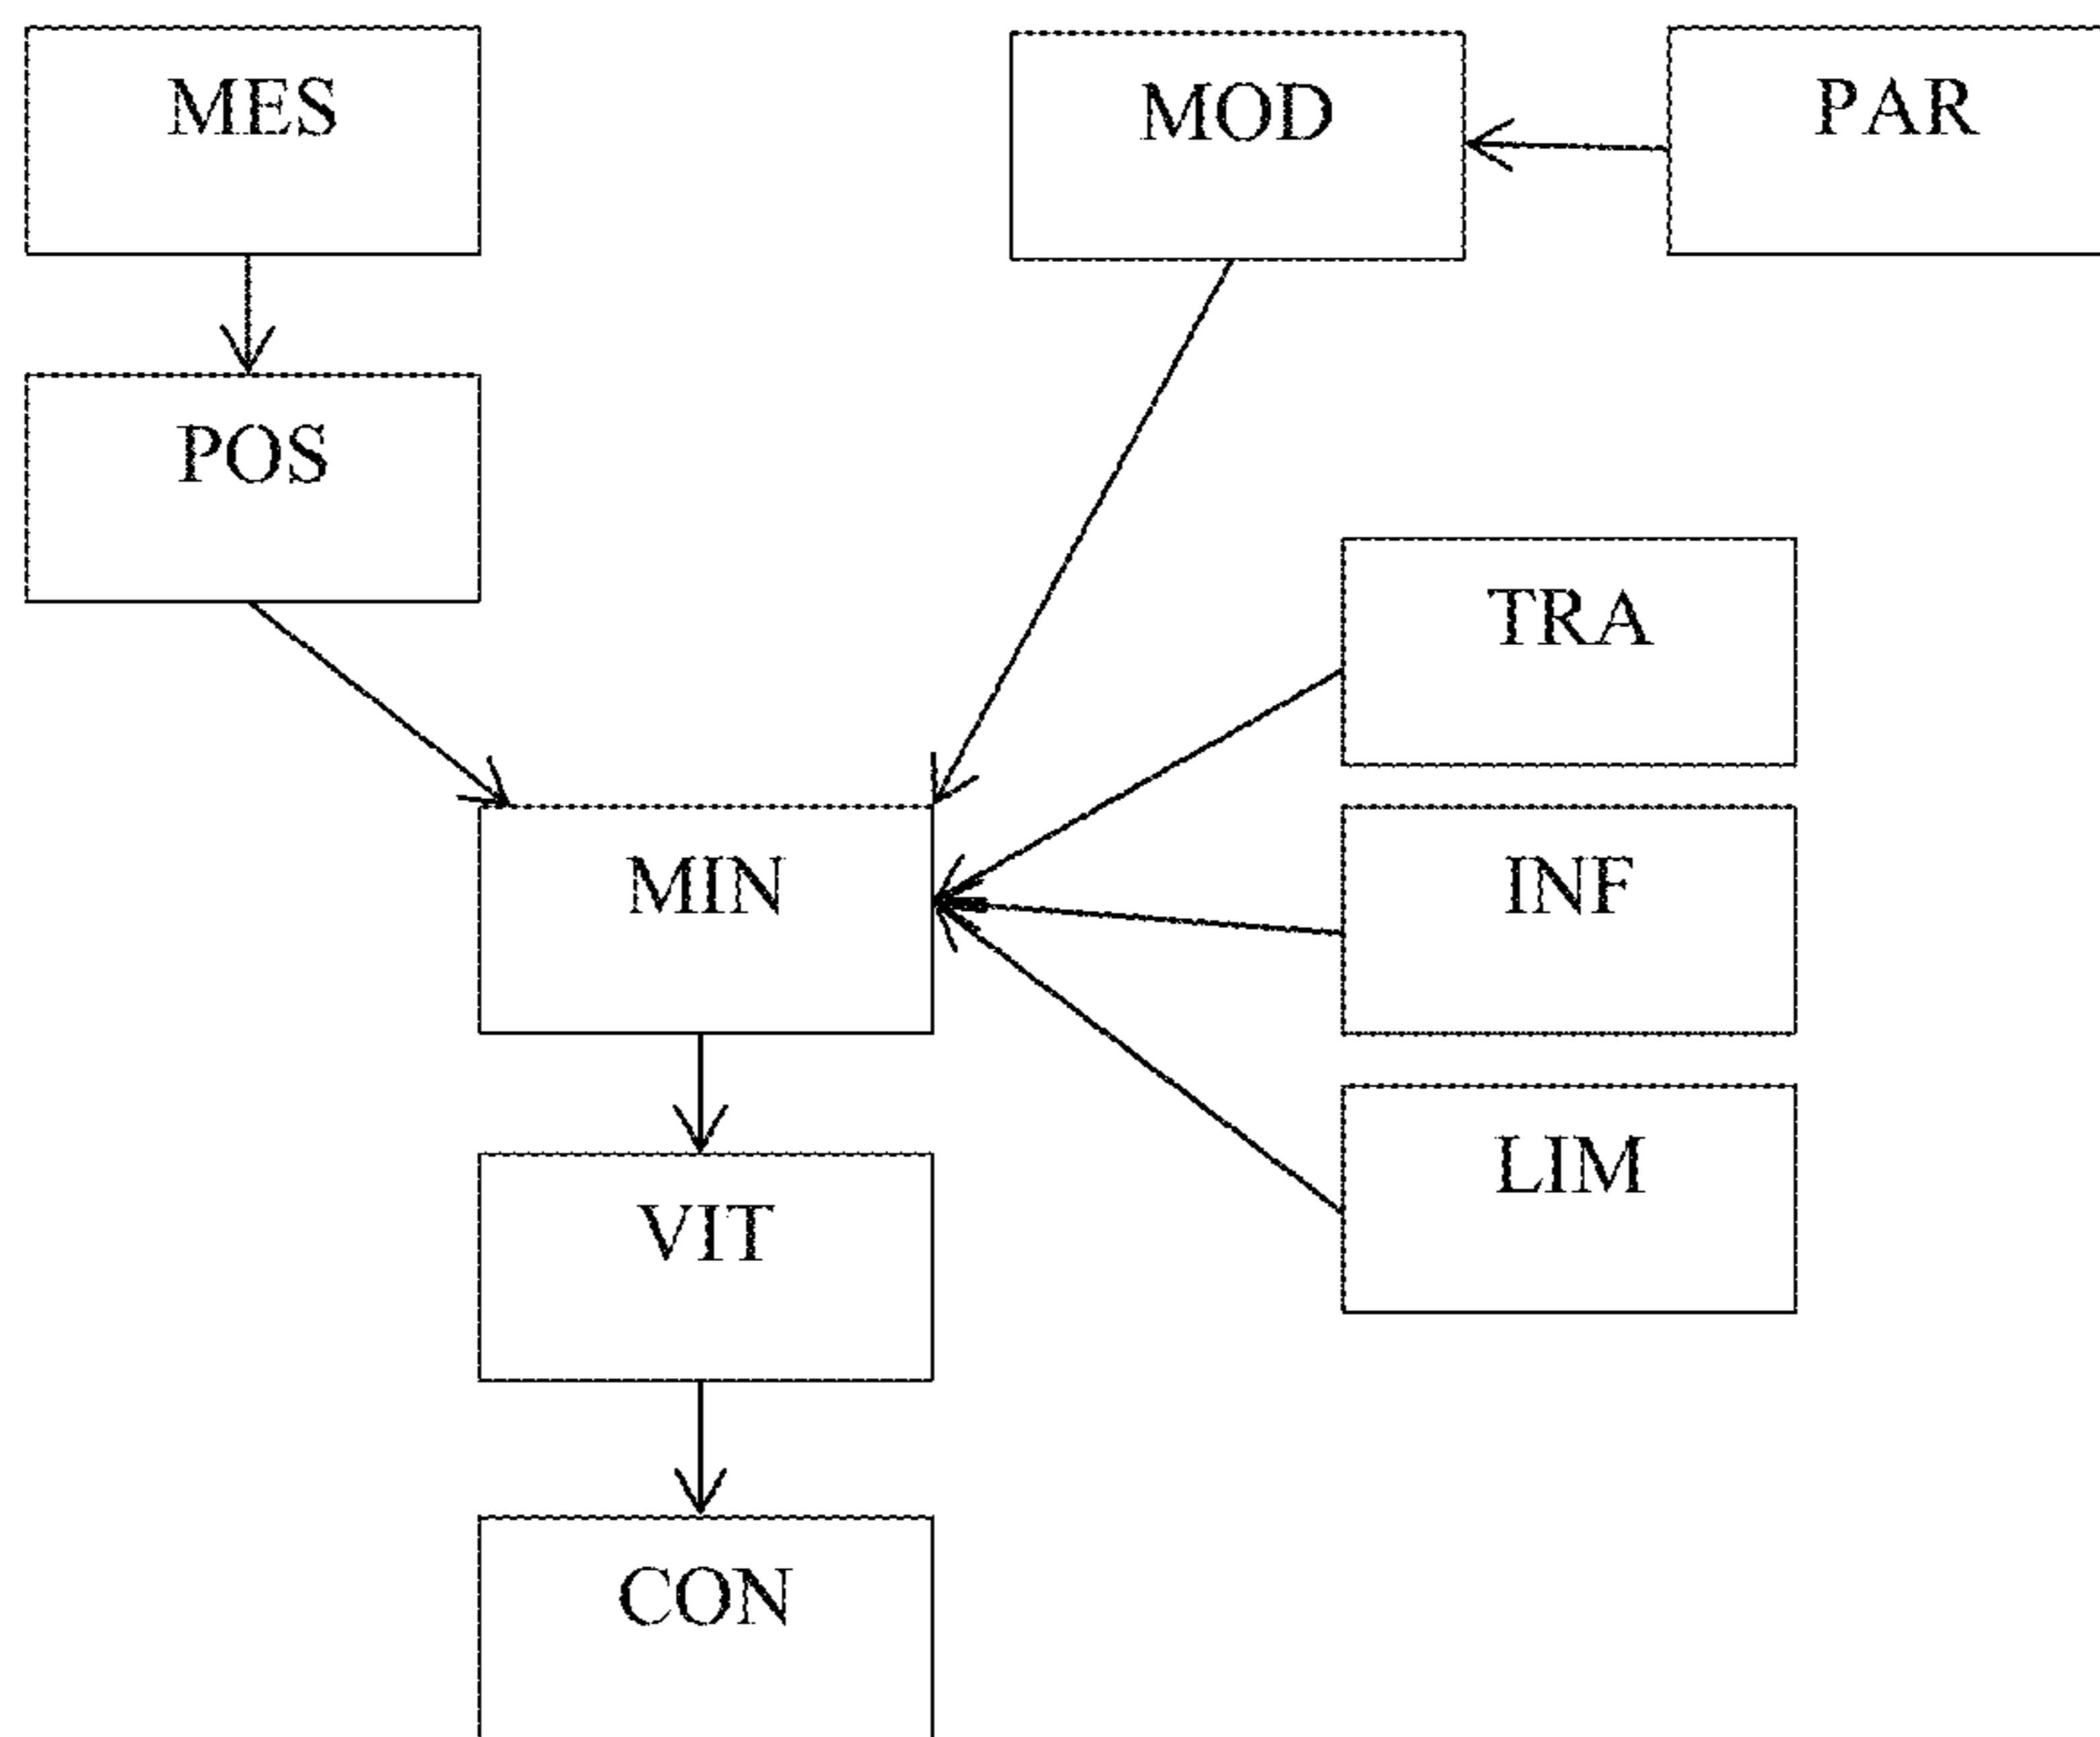 MES
MOD
PAR
POS
TRA
MIN
INF
LIM
VIT
CON